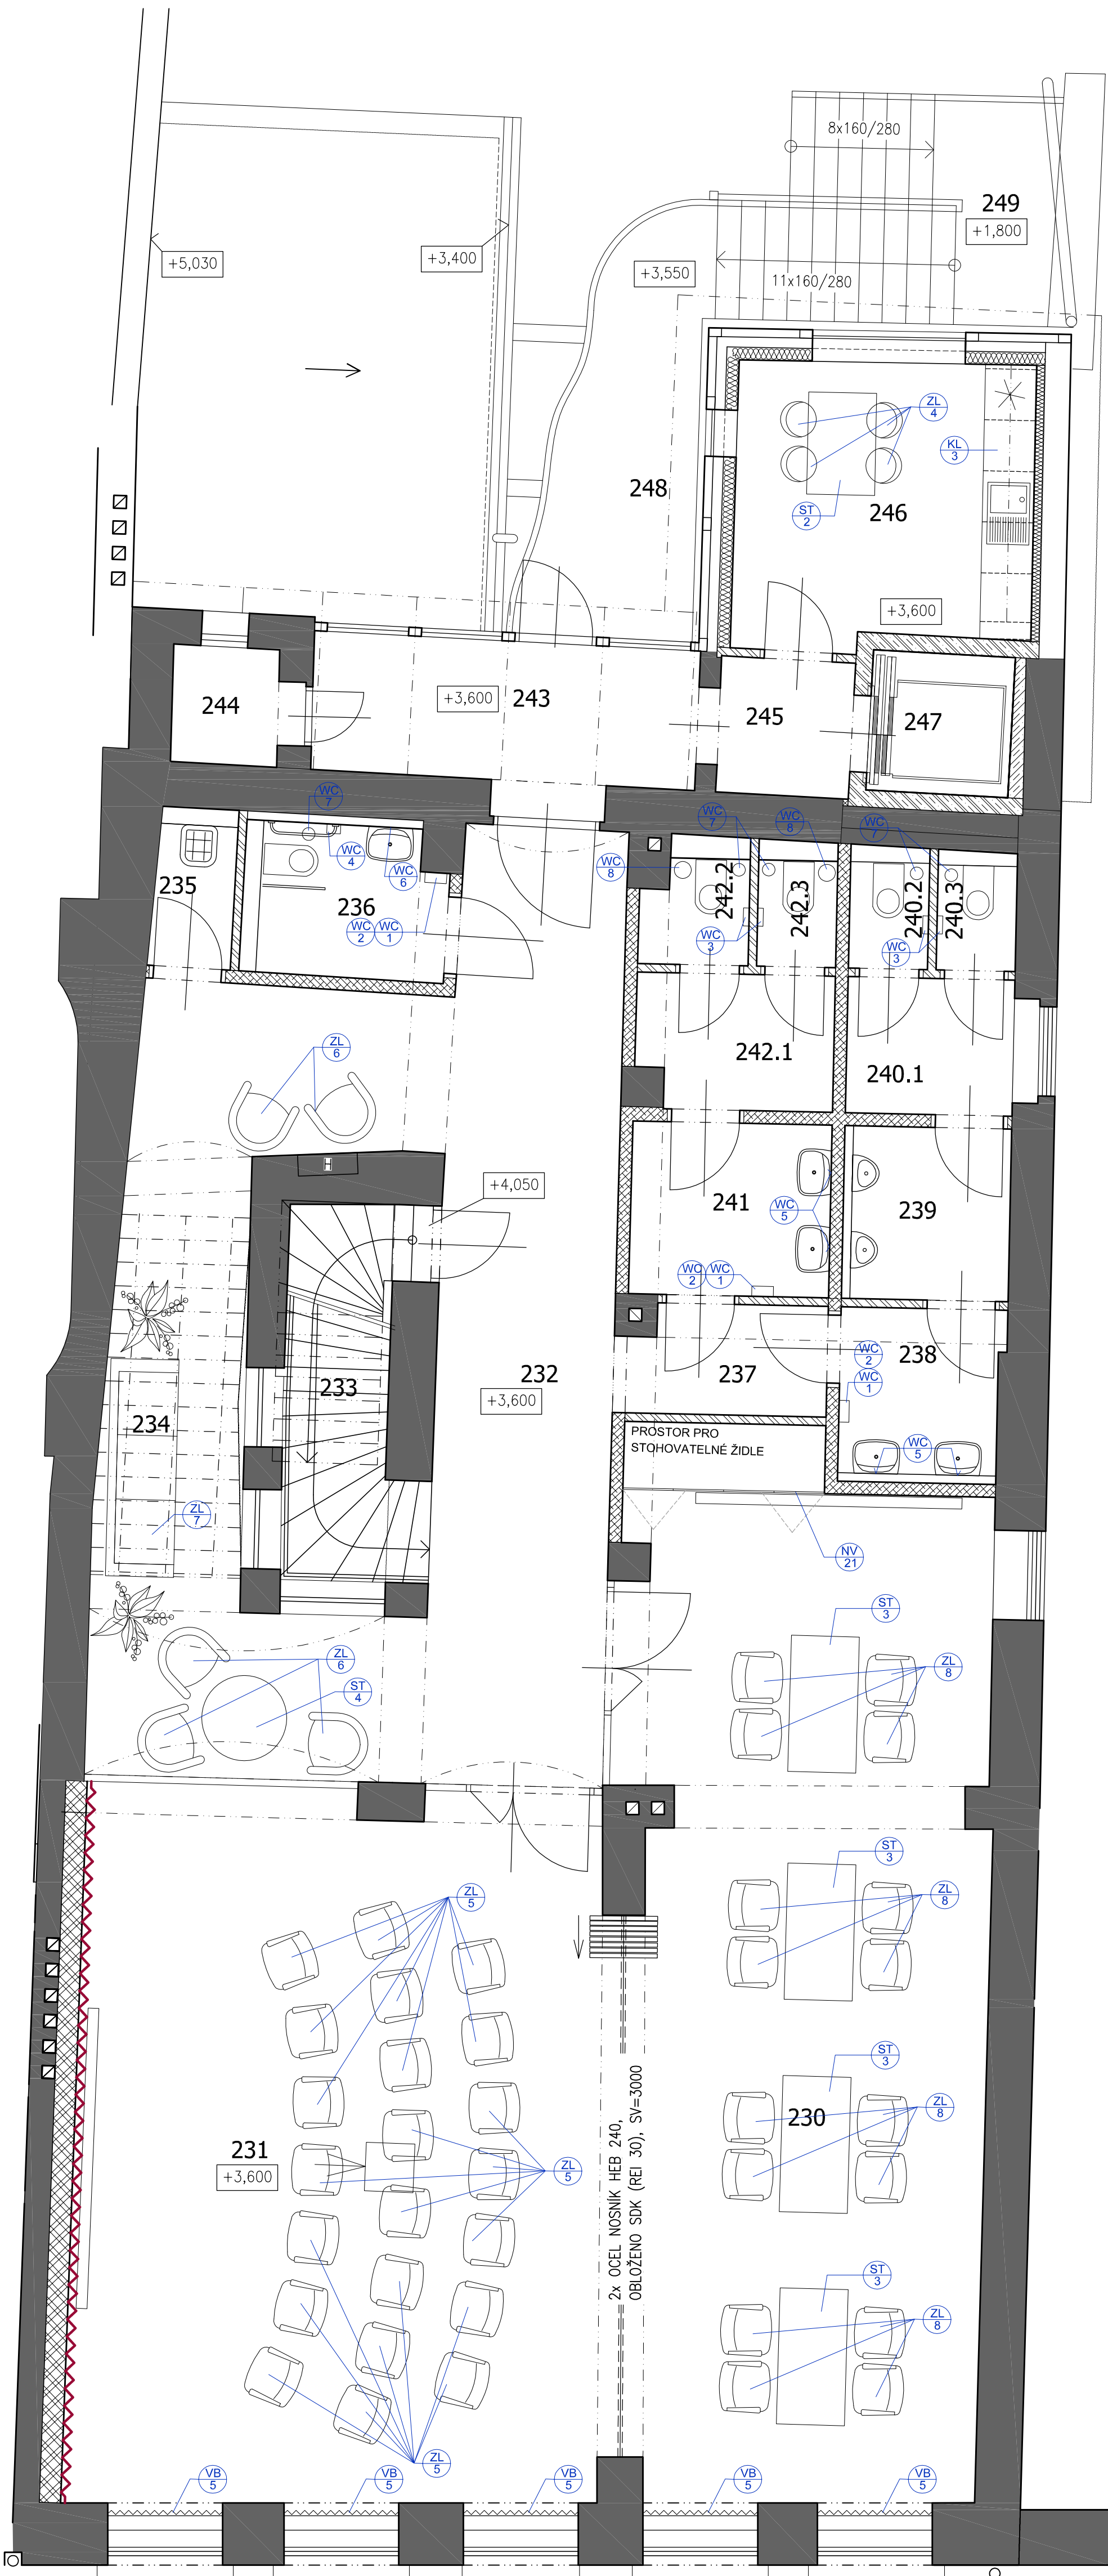 8x160/280
249
+1,800
+5,030
+3,400
+3,550
11x160/280
ZL
4
KL
3
248
ST
2
246
+3,600
244
+3,600
243
245
247
WC
7
WC
4
WC
6
WC
8
WC
7
WC
8
WC
7
235
236
WC
2
WC
1
242.2
WC
3
242.3
240.2
WC
3
240.3
ZL
6
242.1
240.1
H
+4,050
241
WC
5
239
WC
2
WC
1
232
+3,600
233
237
WC
2
WC
1
238
234
PROSTOR PRO
STOHOVATELNÉ ŽIDLE
WC
5
ZL
7
NV
21
ST
3
ZL
6
ST
4
ZL
8
ST
3
ZL
5
ZL
8
ST
3
231
+3,600
ZL
5
2x OCEL NOSNÍK HEB 240,
OBLOŽENO SDK (REI 30), SV=3000
230
ZL
8
ST
3
ZL
8
ZL
5
VB
5
VB
5
VB
5
VB
5
VB
5